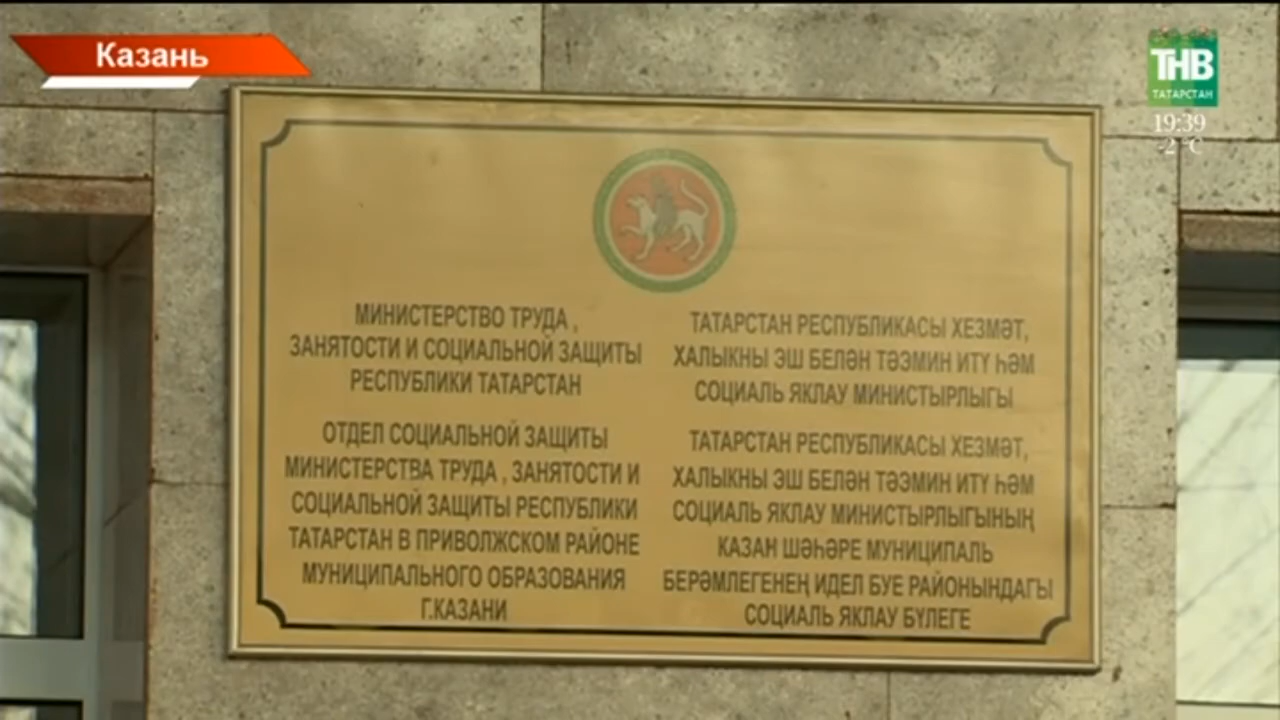 Казань
ТНВ
ТАТАРСТАН
19:39
-2 °C
МИНИСТЕРСТВО ТРУДА ,
ЗАНЯТОСТИ И СОЦИАЛЬНОЙ ЗАЩИТЫ
РЕСПУБЛИКИ ТАТАРСТАН
ОТДЕЛ СОЦИАЛЬНОЙ ЗАЩИТЫ
МИНИСТЕРСТВА ТРУДА , ЗАНЯТОСТИ И
СОЦИАЛЬНОЙ ЗАЩИТЫ РЕСПУБЛИКИ
ТАТАРСТАН В ПРИВОЛЖСКОМ РАЙОНЕ
МУНИЦИПАЛЬНОГО ОБРАЗОВАНИЯ
Г.КАЗАНИ
ТАТАРСТАН РЕСПУБЛИКАСЫ ХЕЗМӘТ,
ХАЛЫКНЫ ЭШ БЕЛӘН ТӘЭМИН ИТҮ ҺӘМ
СОЦИАЛЬ ЯКЛАУ МИНИСТЫРЛЫГЫ
ТАТАРСТАН РЕСПУБЛИКАСЫ ХЕЗМӘТ,
ХАЛЫКНЫ ЭШ БЕЛӘН ТӘЭМИН ИТҮ ҺӘМ
СОЦИАЛЬ ЯКЛАУ МИНИСТЫРЛЫГЫНЫҢ
КАЗАН ШӘҺӘРЕ МУНИЦИПАЛЬ
БЕРӘМЛЕГЕНЕҢ ИДЕЛ БУЕ РАЙОНЫНДАГЫ
СОЦИАЛЬ ЯКЛАУ БҮЛЕГЕ